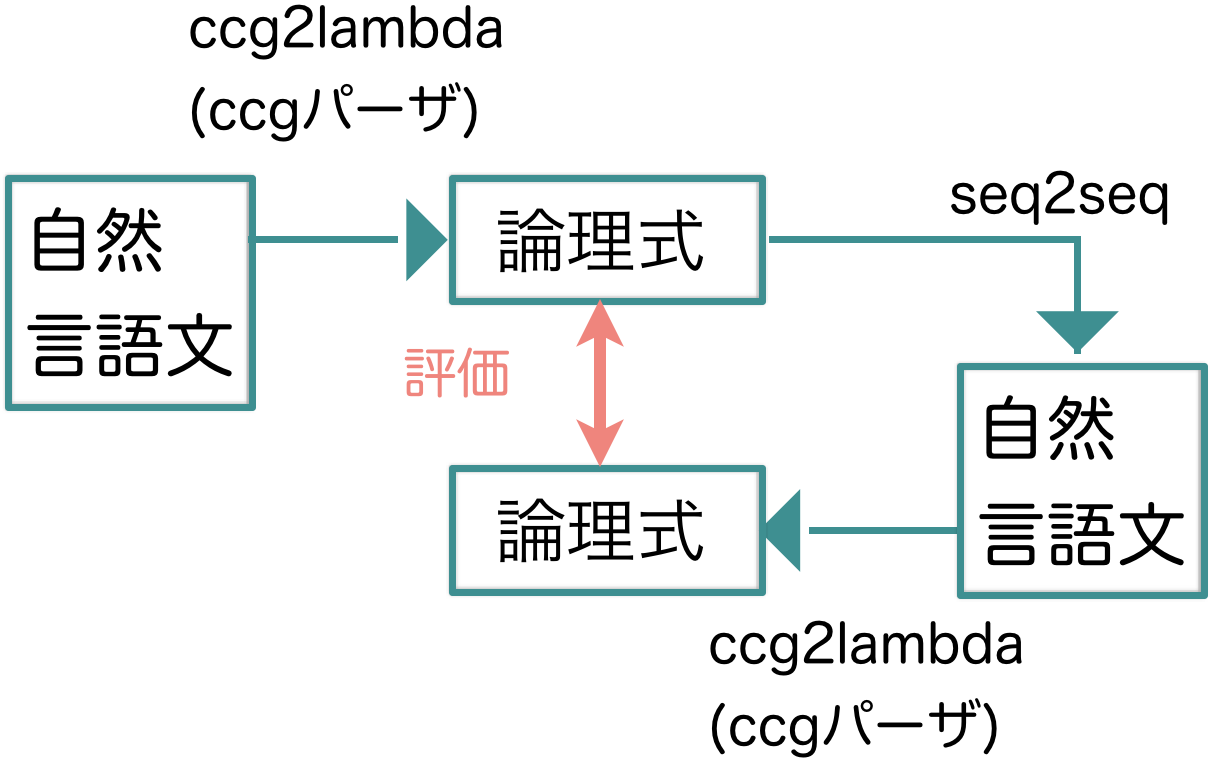 ccg2lambda
(ccgパーザ)
自然
言語文
論理式
seq2seq
評価
自然
言語文
論理式
ccg2lambda
(ccgパーザ)